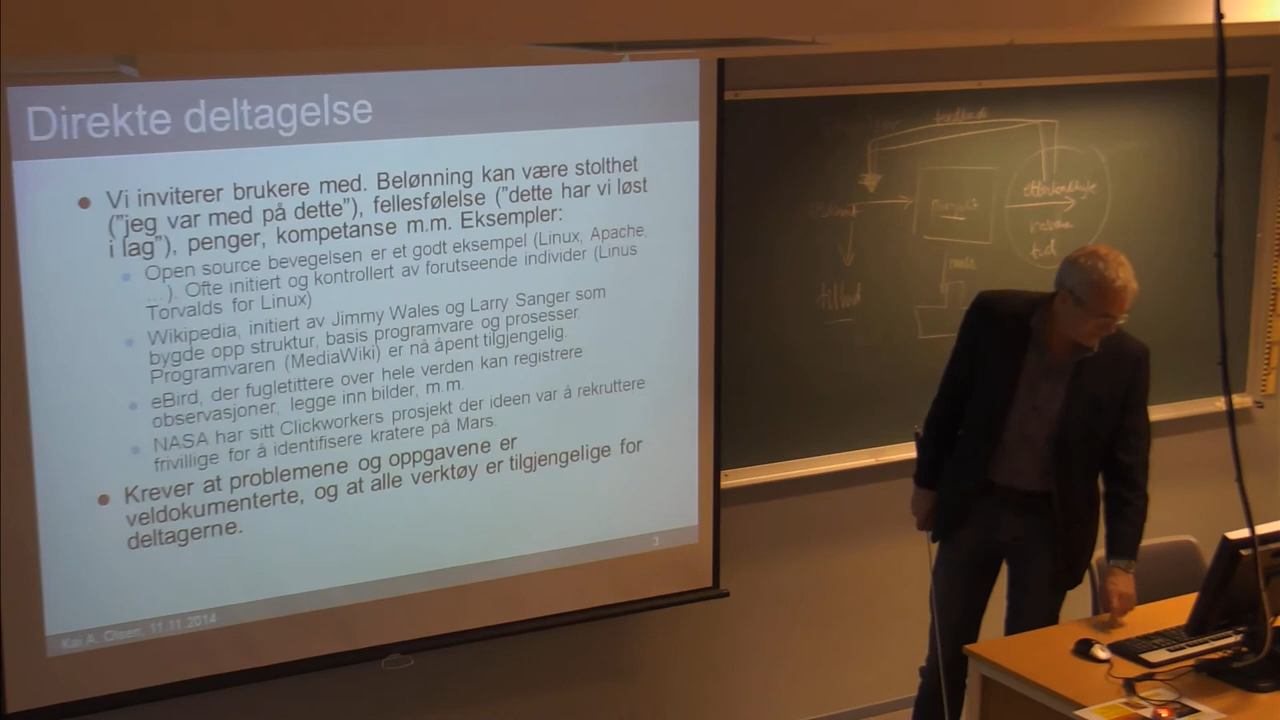 Direkte deltagelse
Vi inviterer brukere med. Belønning kan være stolthet
("jeg var med på dette"), fellesfølelse ("dette har vi løst
i lag"), penger, kompetanse m.m. Eksempler:
Open source bevegelsen er et godt eksempel (Linux, Apache,
...). Ofte initiert og kontrollert av forutseende individer (Linus
Torvalds for Linux)
Wikipedia, initiert av Jimmy Wales og Larry Sanger som
bygde opp struktur, basis programvare og prosesser.
Programvaren (MediaWiki) er nå åpent tilgjengelig.
eBird, der fugletittere over hele verden kan registrere
observasjoner, legge inn bilder, m.m.
NASA har sitt Clickworkers prosjekt der ideen var å rekruttere
frivillige for å identifisere kratere på Mars.
Krever at problemene og oppgavene er
veldokumenterte, og at alle verktøy er tilgjengelige for
deltagerne.
3
Kai A. Olsen, 11.11.2014
tilbud